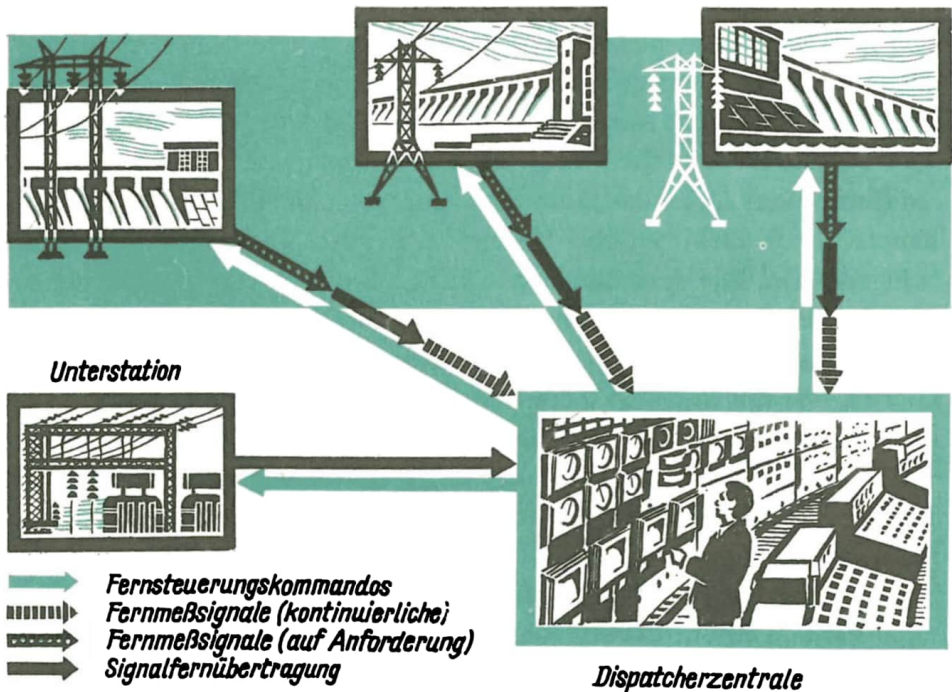 Unterstation
Fernsteuerungskommandos
Fernmeßsignale (kontinuierliche)
Fernmeßsignale (auf Anforderung)
Signalfernübertragung
Dispatcherzentrale